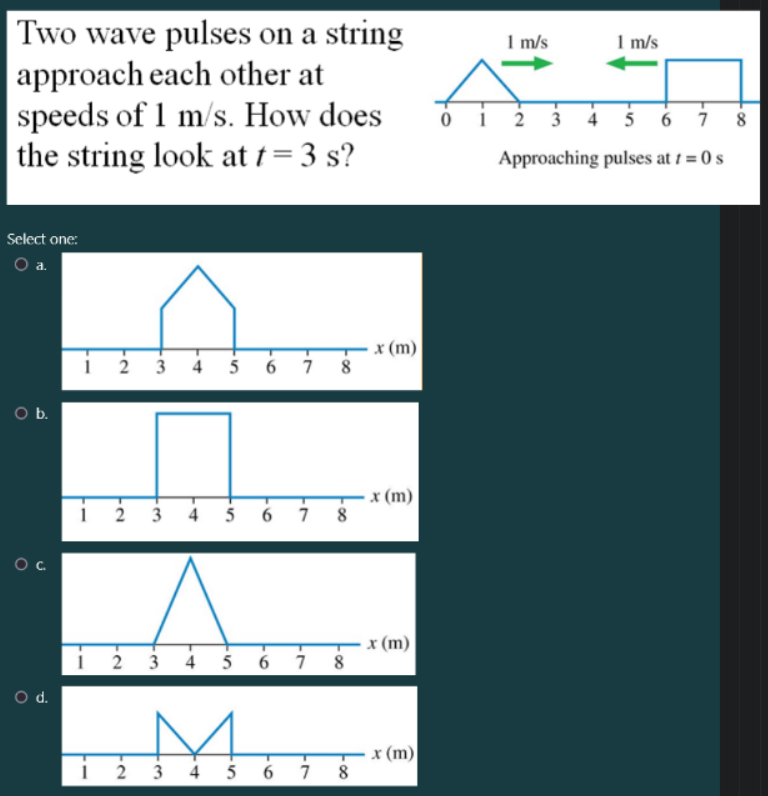 Two wave pulses on a string
approach each other at
speeds of 1 m/s. How does
the string look at t = 3 s?
1 m/s 1 m/s
0 1 2 3 4 5 6 7 8
Approaching pulses at t = 0 s
Select one:
a.
x (m)
1 2 3 4 5 6 7 8
b.
x (m)
1 2 3 4 5 6 7 8
c.
x (m)
1 2 3 4 5 6 7 8
d.
x (m)
1 2 3 4 5 6 7 8